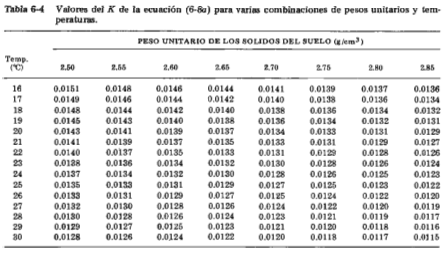 Tabla 6-4 Valores del K de la ecuación (6-8a) para varias combinaciones de pesos unitarios y tem-
peraturas.
PESO UNITARIO DE LOS SOLIDOS DEL SUELO (g/cm³)
Temp.
(°C) 2.50 2.55 2.60 2.65 2.70 2.75 2.80 2.85
16 0.0151 0.0148 0.0146 0.0144 0.0141 0.0139 0.0137 0.0136
17 0.0149 0.0146 0.0144 0.0142 0.0140 0.0138 0.0136 0.0134
18 0.0148 0.0144 0.0142 0.0140 0.0138 0.0136 0.0134 0.0132
19 0.0145 0.0143 0.0140 0.0138 0.0136 0.0134 0.0132 0.0131
20 0.0143 0.0141 0.0139 0.0137 0.0134 0.0133 0.0131 0.0129
21 0.0141 0.0139 0.0137 0.0135 0.0133 0.0131 0.0129 0.0127
22 0.0140 0.0137 0.0135 0.0133 0.0131 0.0129 0.0128 0.0126
23 0.0138 0.0136 0.0134 0.0132 0.0130 0.0128 0.0126 0.0124
24 0.0137 0.0134 0.0132 0.0130 0.0128 0.0126 0.0125 0.0123
25 0.0135 0.0133 0.0131 0.0129 0.0127 0.0125 0.0123 0.0122
26 0.0133 0.0131 0.0129 0.0127 0.0125 0.0124 0.0122 0.0120
27 0.0132 0.0130 0.0128 0.0126 0.0124 0.0122 0.0120 0.0119
28 0.0130 0.0128 0.0126 0.0124 0.0123 0.0121 0.0119 0.0117
29 0.0129 0.0127 0.0125 0.0123 0.0121 0.0120 0.0118 0.0116
30 0.0128 0.0126 0.0124 0.0122 0.0120 0.0118 0.0117 0.0115